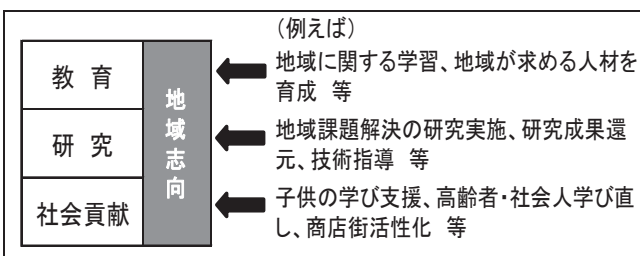 (例えば)
教 育
地域に関する学習、地域が求める人材を
育成 等
地域志向
研 究
地域課題解決の研究実施、研究成果還
元、技術指導 等
社会貢献
子供の学び支援、高齢者・社会人学び直
し、商店街活性化 等